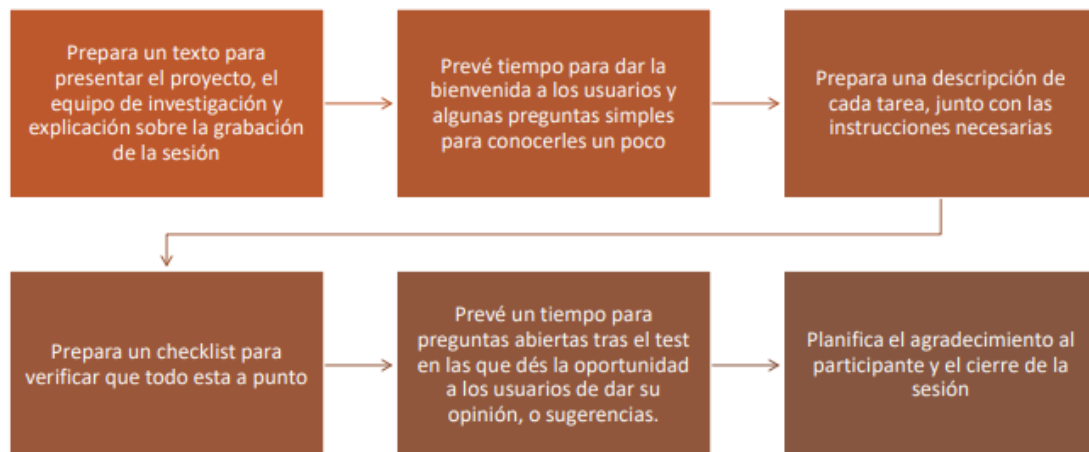 Prepara un texto para
presentar el proyecto, el
equipo de investigación y
explicación sobre la grabación
de la sesión
Prevé tiempo para dar la
bienvenida a los usuarios y
algunas preguntas simples
para conocerles un poco
Prepara una descripción de
cada tarea, junto con las
instrucciones necesarias
Prepara un checklist para
verificar que todo esta a punto
Prevé un tiempo para
preguntas abiertas tras el test
en las que dés la oportunidad
a los usuarios de dar su
opinión, o sugerencias.
Planifica el agradecimiento al
participante y el cierre de la
sesión